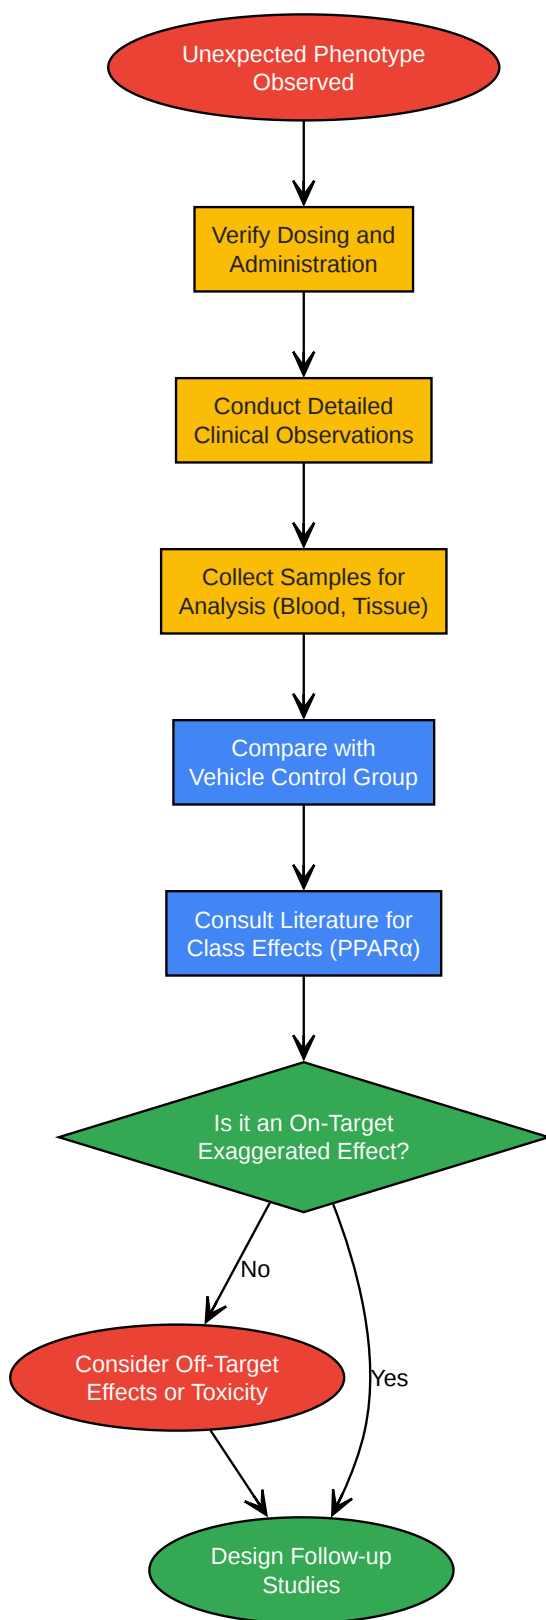 Unexpected Phenotype
Observed
Verify Dosing and
Administration
Conduct Detailed
Clinical Observations
Collect Samples for
Analysis (Blood, Tissue)
Compare with
Vehicle Control Group
Consult Literature for
Class Effects (PPARα)
Is it an On-Target
Exaggerated Effect?
No
Consider Off-Target
Effects or Toxicity
Yes
Design Follow-up
Studies